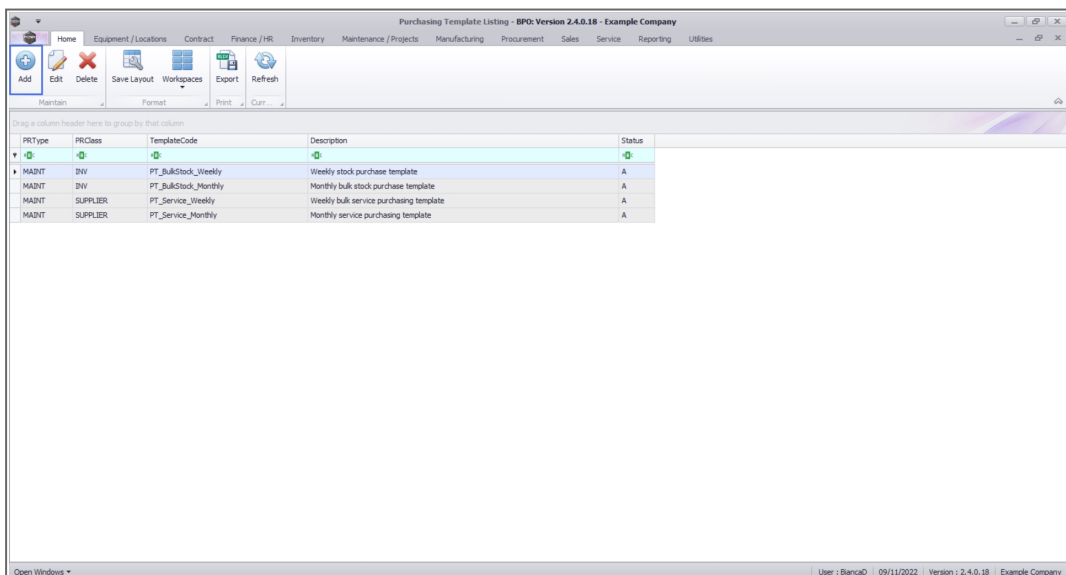 Purchasing Template Listing - BPO: Version 2.4.0.18 - Example Company
Home Equipment / Locations Contract Finance / HR Inventory Maintenance / Projects Manufacturing Procurement Sales Service Reporting Utilities
Add Edit Delete Save Layout Workspaces Export Refresh
Maintain Format Print Curr...
Drag a column header here to group by that column
PRType PRClass TemplateCode Description Status
MAINT INV PT_BulkStock_Weekly Weekly stock purchase template A
MAINT INV PT_BulkStock_Monthly Monthly bulk stock purchase template A
MAINT SUPPLIER PT_Service_Weekly Weekly bulk service purchasing template A
MAINT SUPPLIER PT_Service_Monthly Monthly service purchasing template A
Open Windows User : BiancaD 09/11/2022 Version : 2.4.0.18 Example Company